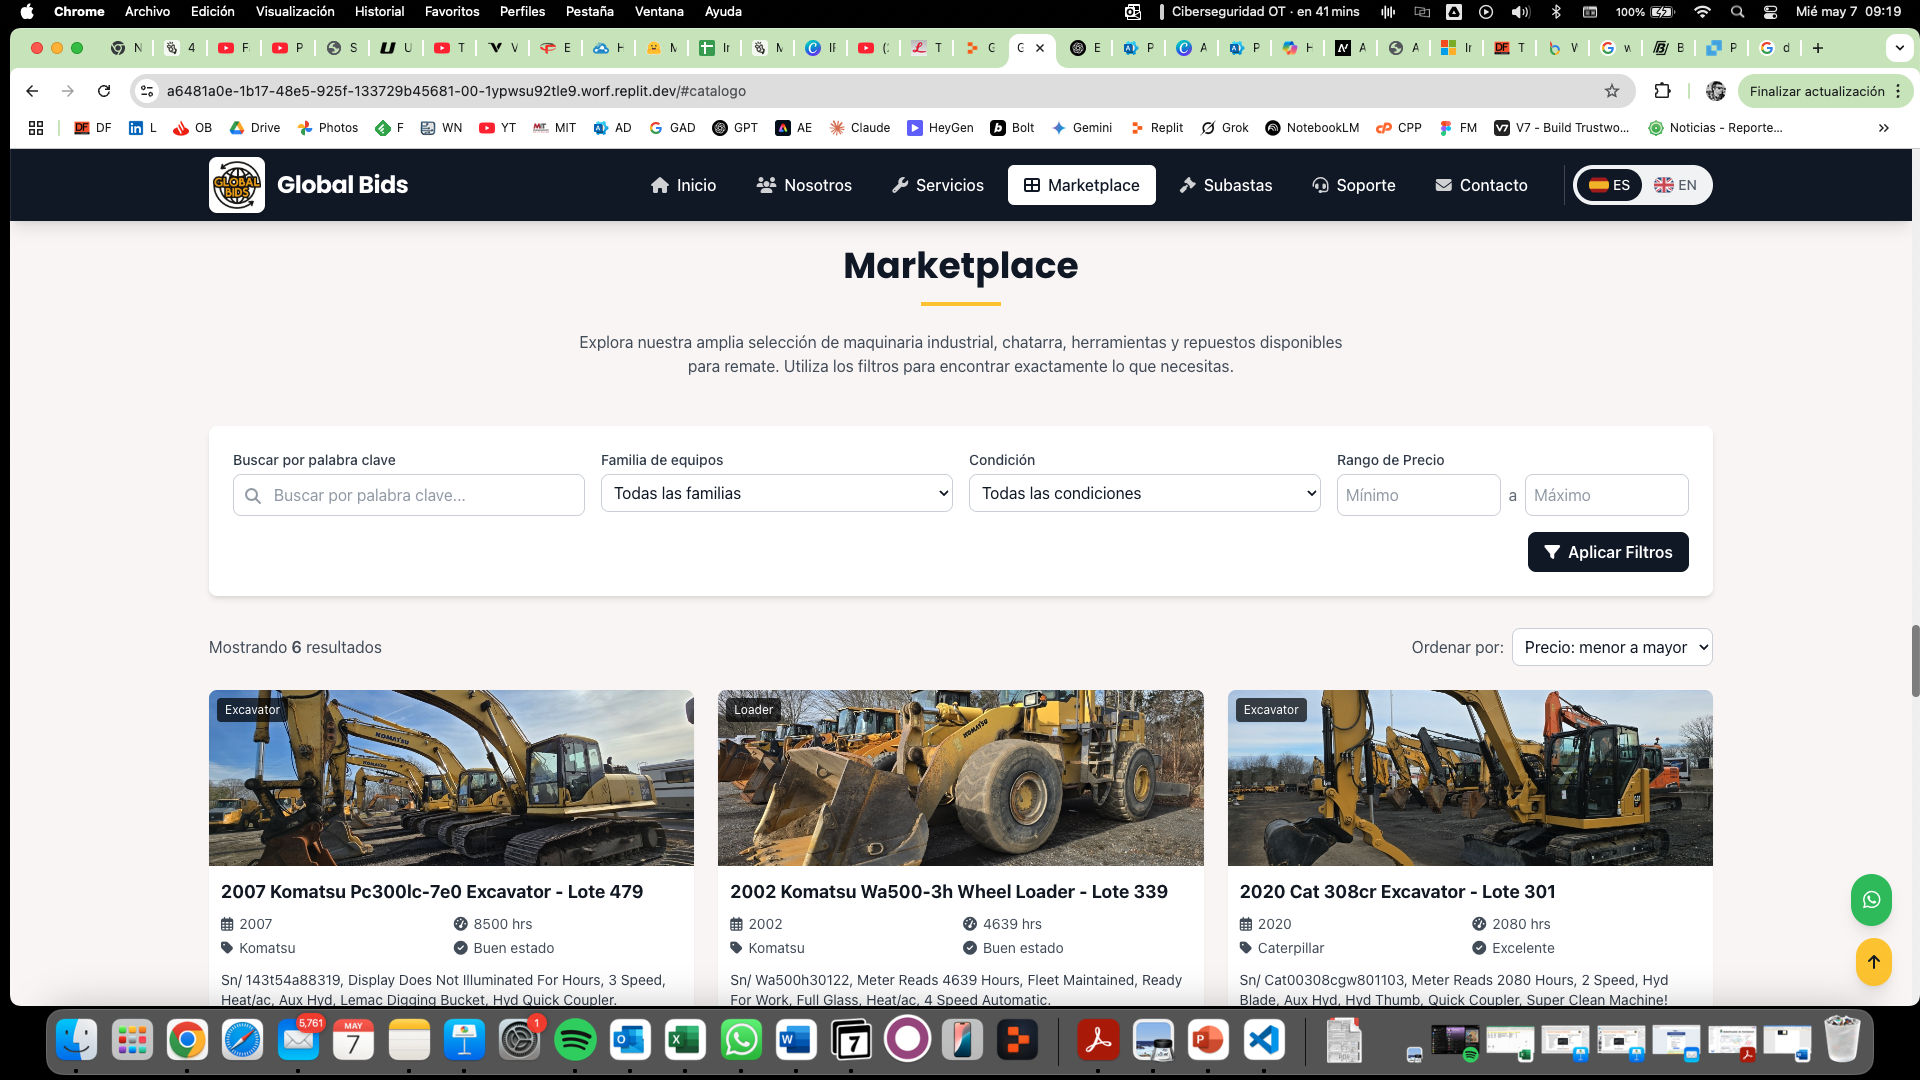 Chrome Archivo Edición Visualización Historial Favoritos Perfiles Pestaña Ventana Ayuda
Ciberseguridad OT · en 41 mins 100% Mié may 7 09:19
a6481a0e-1b17-48e5-925f-133729b45681-00-1ypwsu92tle9.worf.replit.dev/#catalogo
Finalizar actualización
DF L OB Drive Photos F WN YT MIT AD GAD GPT AE Claude HeyGen Bolt Gemini Replit Grok NotebookLM CPP FM V7 - Build Trustwo... Noticias - Reporte...
GLOBAL BIDS
Global Bids
Inicio Nosotros Servicios Marketplace Subastas Soporte Contacto ES EN
Marketplace
Explora nuestra amplia selección de maquinaria industrial, chatarra, herramientas y repuestos disponibles
para remate. Utiliza los filtros para encontrar exactamente lo que necesitas.
Buscar por palabra clave Familia de equipos Condición Rango de Precio
Buscar por palabra clave... Todas las familias Todas las condiciones Mínimo a Máximo
Aplicar Filtros
Mostrando 6 resultados Ordenar por: Precio: menor a mayor
Excavator Loader Excavator
KOMATSU
KOMATSU
2007 Komatsu Pc300lc-7e0 Excavator - Lote 479
2007 8500 hrs
Komatsu Buen estado
Sn/ 143t54a88319, Display Does Not Illuminated For Hours, 3 Speed,
Heat/ac, Aux Hyd, Lemac Digging Bucket, Hyd Quick Coupler.
2002 Komatsu Wa500-3h Wheel Loader - Lote 339
2002 4639 hrs
Komatsu Buen estado
Sn/ Wa500h30122, Meter Reads 4639 Hours, Fleet Maintained, Ready
For Work, Full Glass, Heat/ac, 4 Speed Automatic.
2020 Cat 308cr Excavator - Lote 301
2020 2080 hrs
Caterpillar Excelente
Sn/ Cat00308cgw801103, Meter Reads 2080 Hours, 2 Speed, Hyd
Blade, Aux Hyd, Hyd Thumb, Quick Coupler, Super Clean Machine!
5,761
MAY
7
1
7